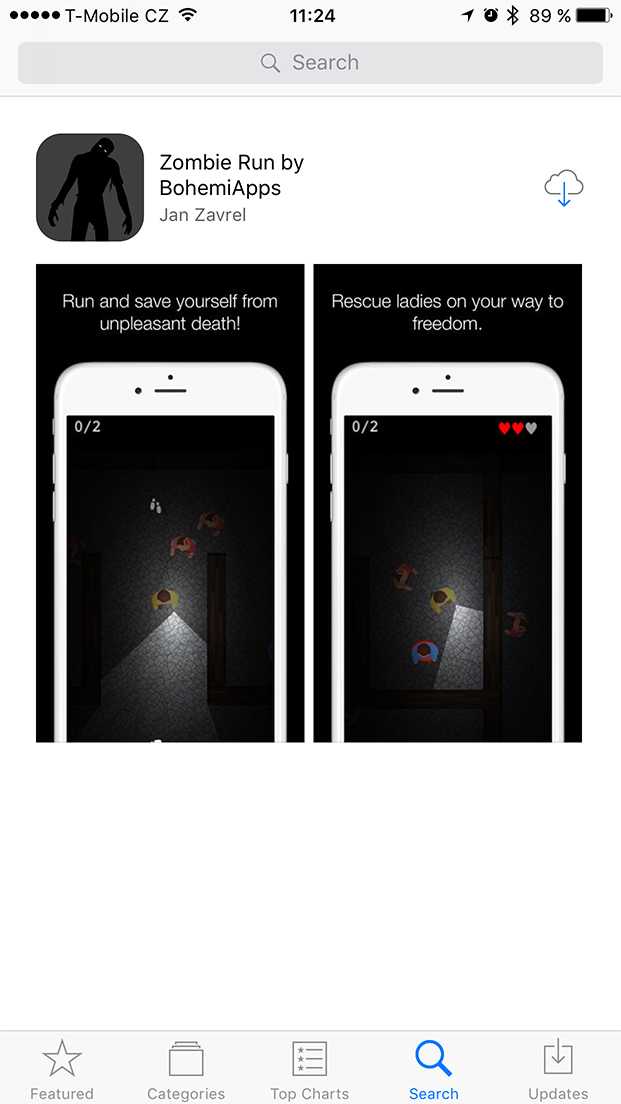 T-Mobile CZ 11:24 89 %
Search
Zombie Run by
BohemiApps
Jan Zavrel
Run and save yourself from
unpleasant death!
0/2
Rescue ladies on your way to
freedom.
0/2
Featured Categories Top Charts Search Updates